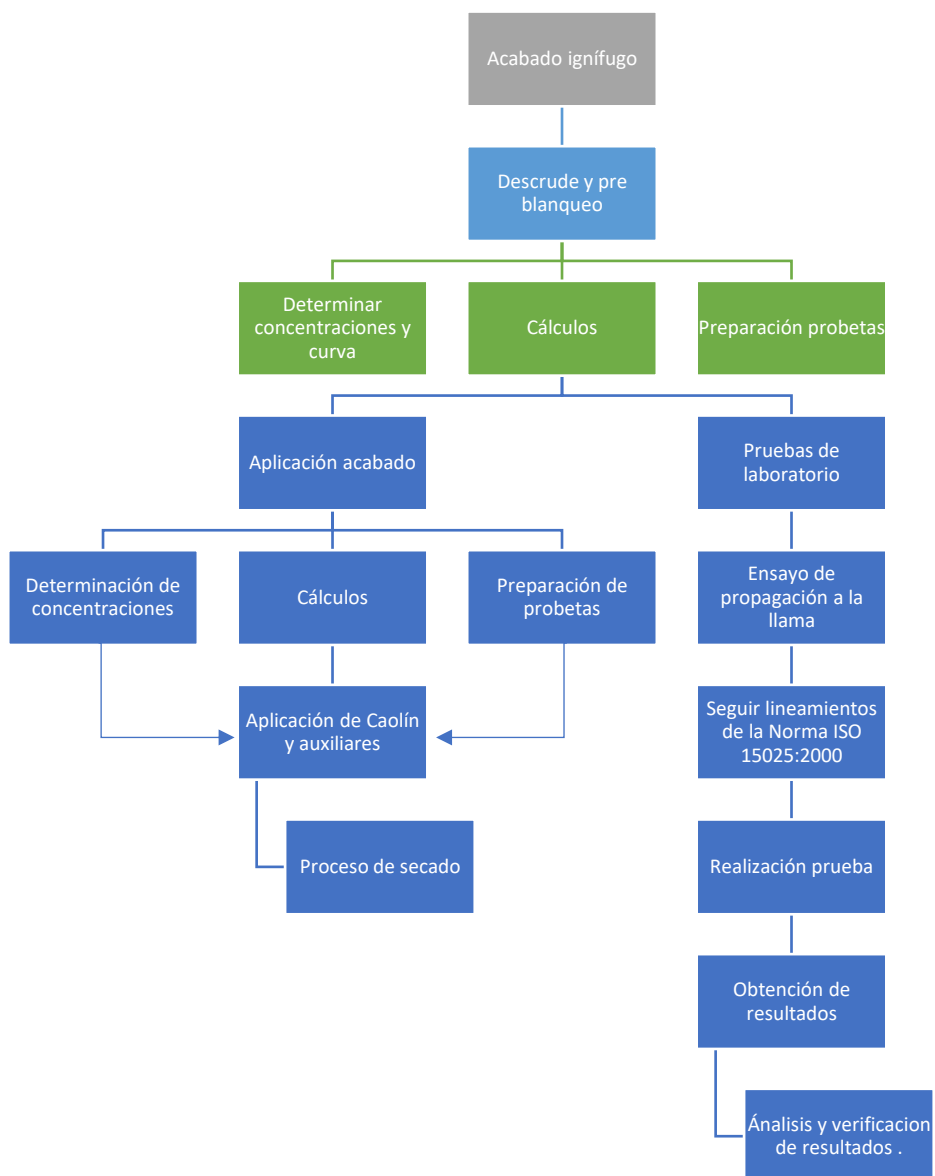 Acabado ignífugo
Descrude y pre
blanqueo
Determinar
concentraciones y
curva
Cálculos
Preparación probetas
Aplicación acabado
Pruebas de
laboratorio
Determinación de
concentraciones
Cálculos
Preparación de
probetas
Ensayo de
propagación a la
llama
Aplicación de Caolín
y auxiliares
Seguir lineamientos
de la Norma ISO
15025:2000
Proceso de secado
Realización prueba
Obtención de
resultados
Ánalisis y verificacion
de resultados .